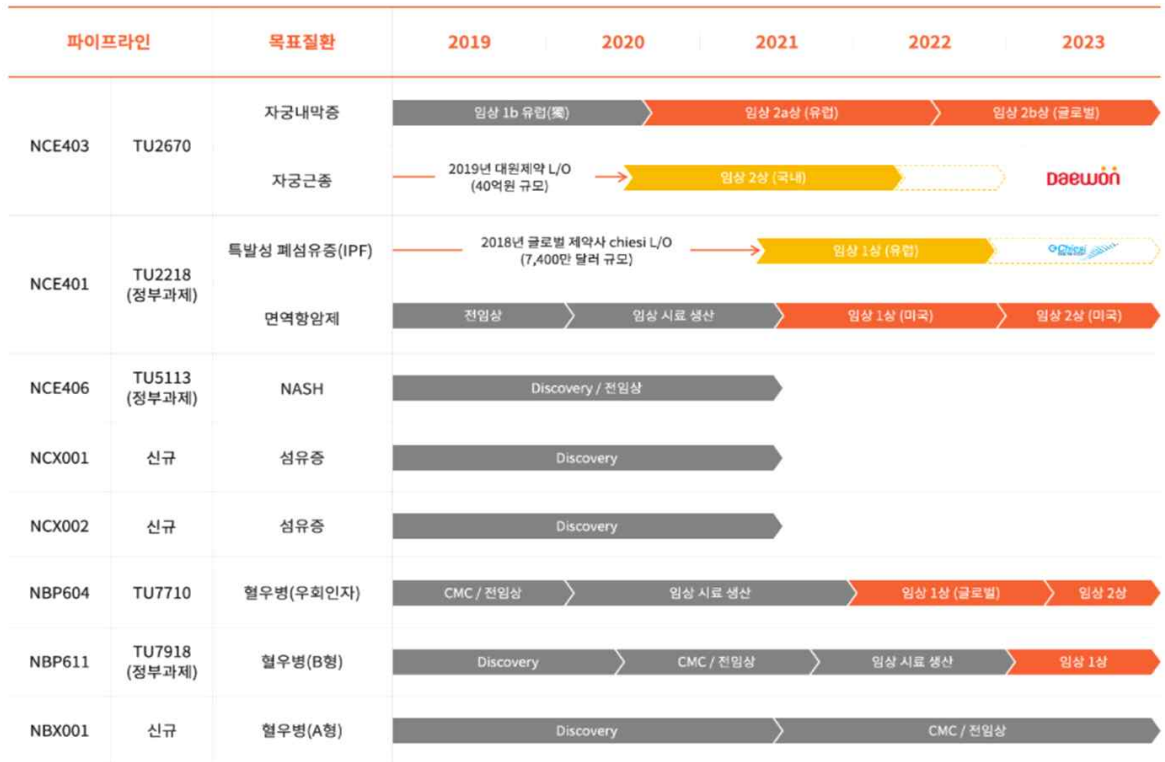 파이프라인 목표질환 2019 2020 2021 2022 2023
자궁내막증 임상 1b 유럽(獨) 임상 2a상 (유럽) 임상 2b상 (글로벌)
NCE403 TU2670
자궁근종 2019년 대원제약 L/O 임상 2상 (국내) Daewon
(40억원 규모)
특발성 폐섬유증(IPF) 2018년 글로벌 제약사 chiesi L/O 임상 1상 (유럽) Chiesi
(7,400만 달러 규모)
NCE401 TU2218
(정부과제)
면역항암제 전임상 임상 시료 생산 임상 1상 (미국) 임상 2상 (미국)
NCE406 TU5113 NASH Discovery / 전임상
(정부과제)
NCX001 신규 섬유증 Discovery
NCX002 신규 섬유증 Discovery
NBP604 TU7710 혈우병(우회인자) CMC / 전임상 임상 시료 생산 임상 1상 (글로벌) 임상 2상
NBP611 TU7918 혈우병(B형) Discovery CMC / 전임상 임상 시료 생산 임상 1상
(정부과제)
NBX001 신규 혈우병(A형) Discovery CMC / 전임상